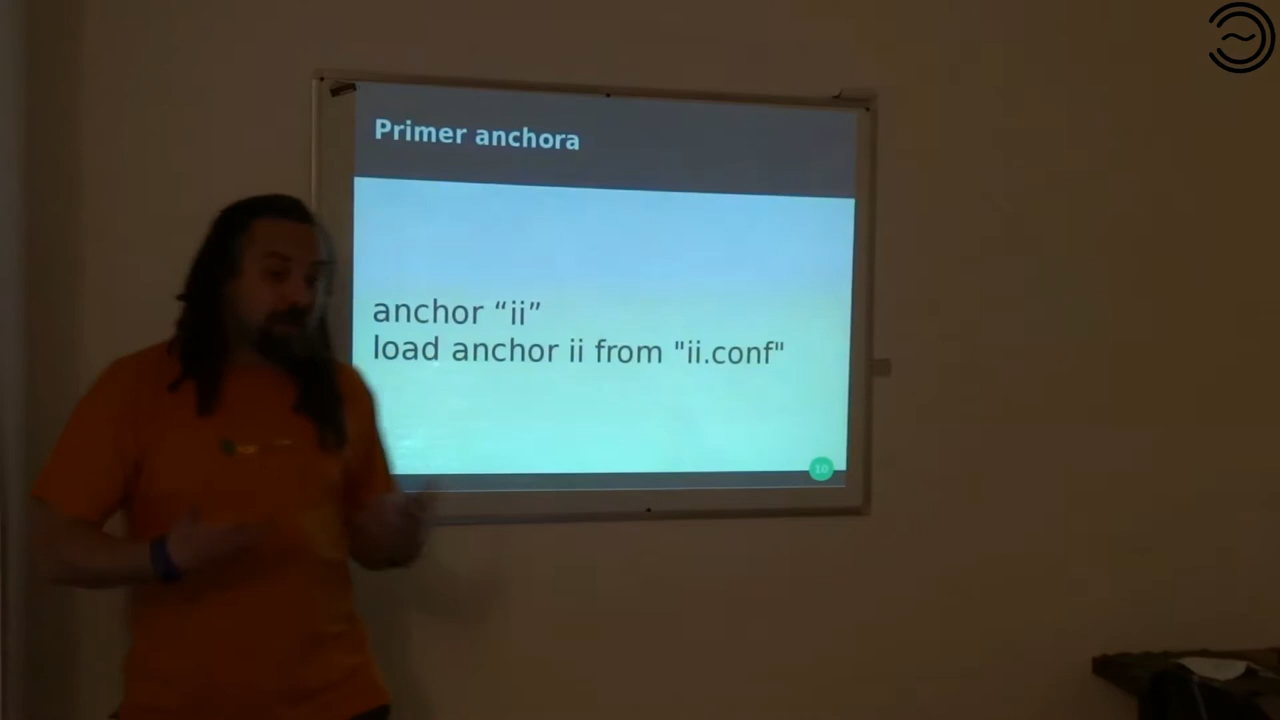 Primer anchora
anchor “ii”
load anchor ii from "ii.conf"
10